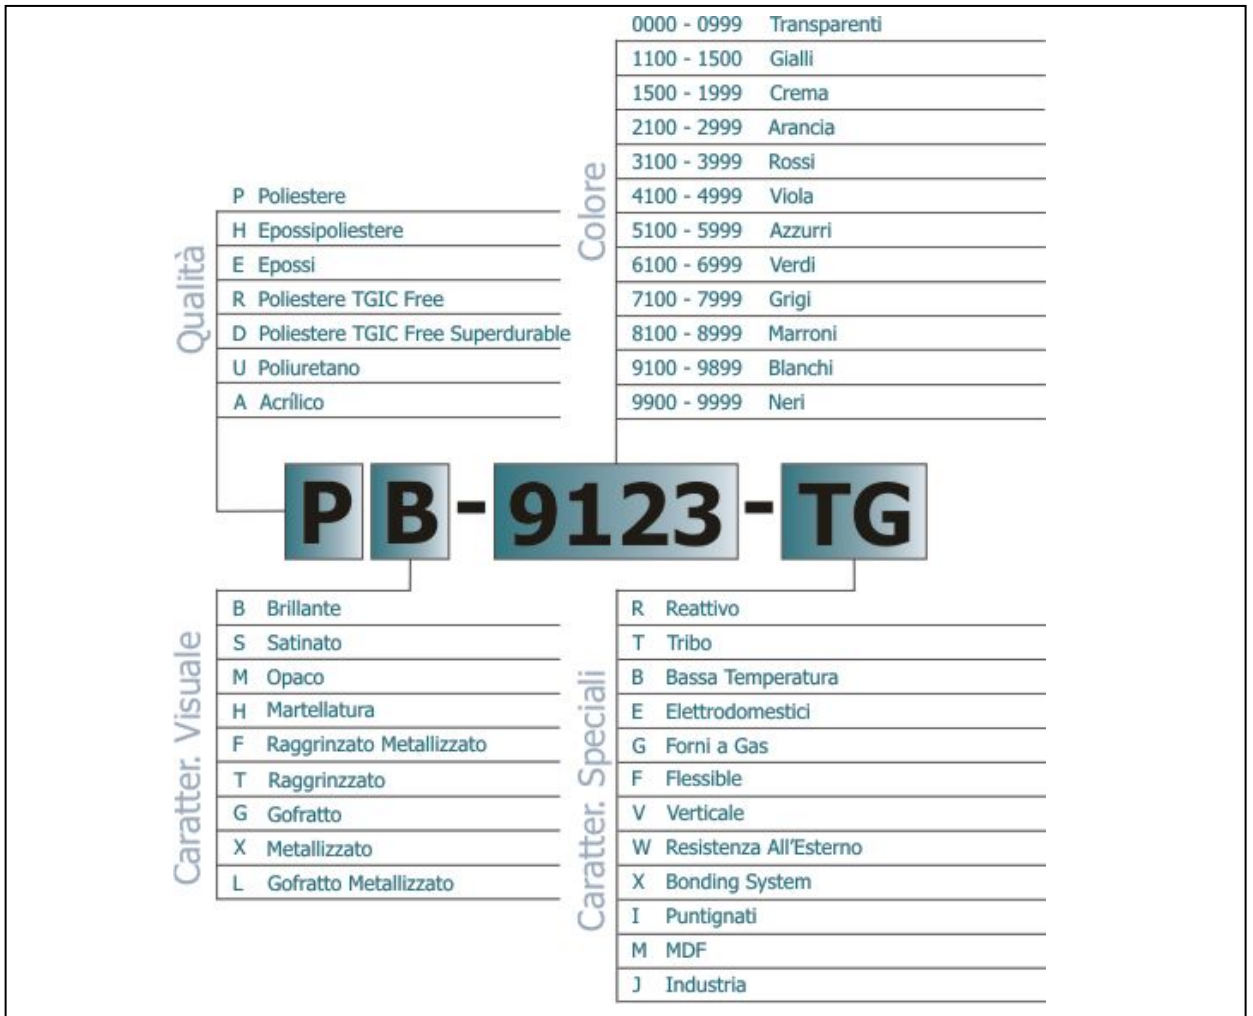 0000 - 0999 Transparenti
1100 - 1500 Gialli
1500 - 1999 Crema
2100 - 2999 Arancia
3100 - 3999 Rossi
4100 - 4999 Viola
5100 - 5999 Azzurri
6100 - 6999 Verdi
7100 - 7999 Grigi
8100 - 8999 Marroni
9100 - 9899 Blanchi
9900 - 9999 Neri
Colore
P Poliestere
H Epossipoliestere
E Epossi
R Poliestere TGIC Free
D Poliestere TGIC Free Superdurable
U Poliuretano
A Acrílico
Qualità
PB-9123-TG
B Brillante
S Satinato
M Opaco
H Martellatura
F Raggrinzato Metallizzato
T Raggrinzzato
G Gofratto
X Metallizzato
L Gofratto Metallizzato
Caratter. Visuale
R Reattivo
T Tribo
B Bassa Temperatura
E Elettrodomestici
G Forni a Gas
F Flessible
V Verticale
W Resistenza All'Esterno
X Bonding System
I Puntignati
M MDF
J Industria
Caratter. Speciali